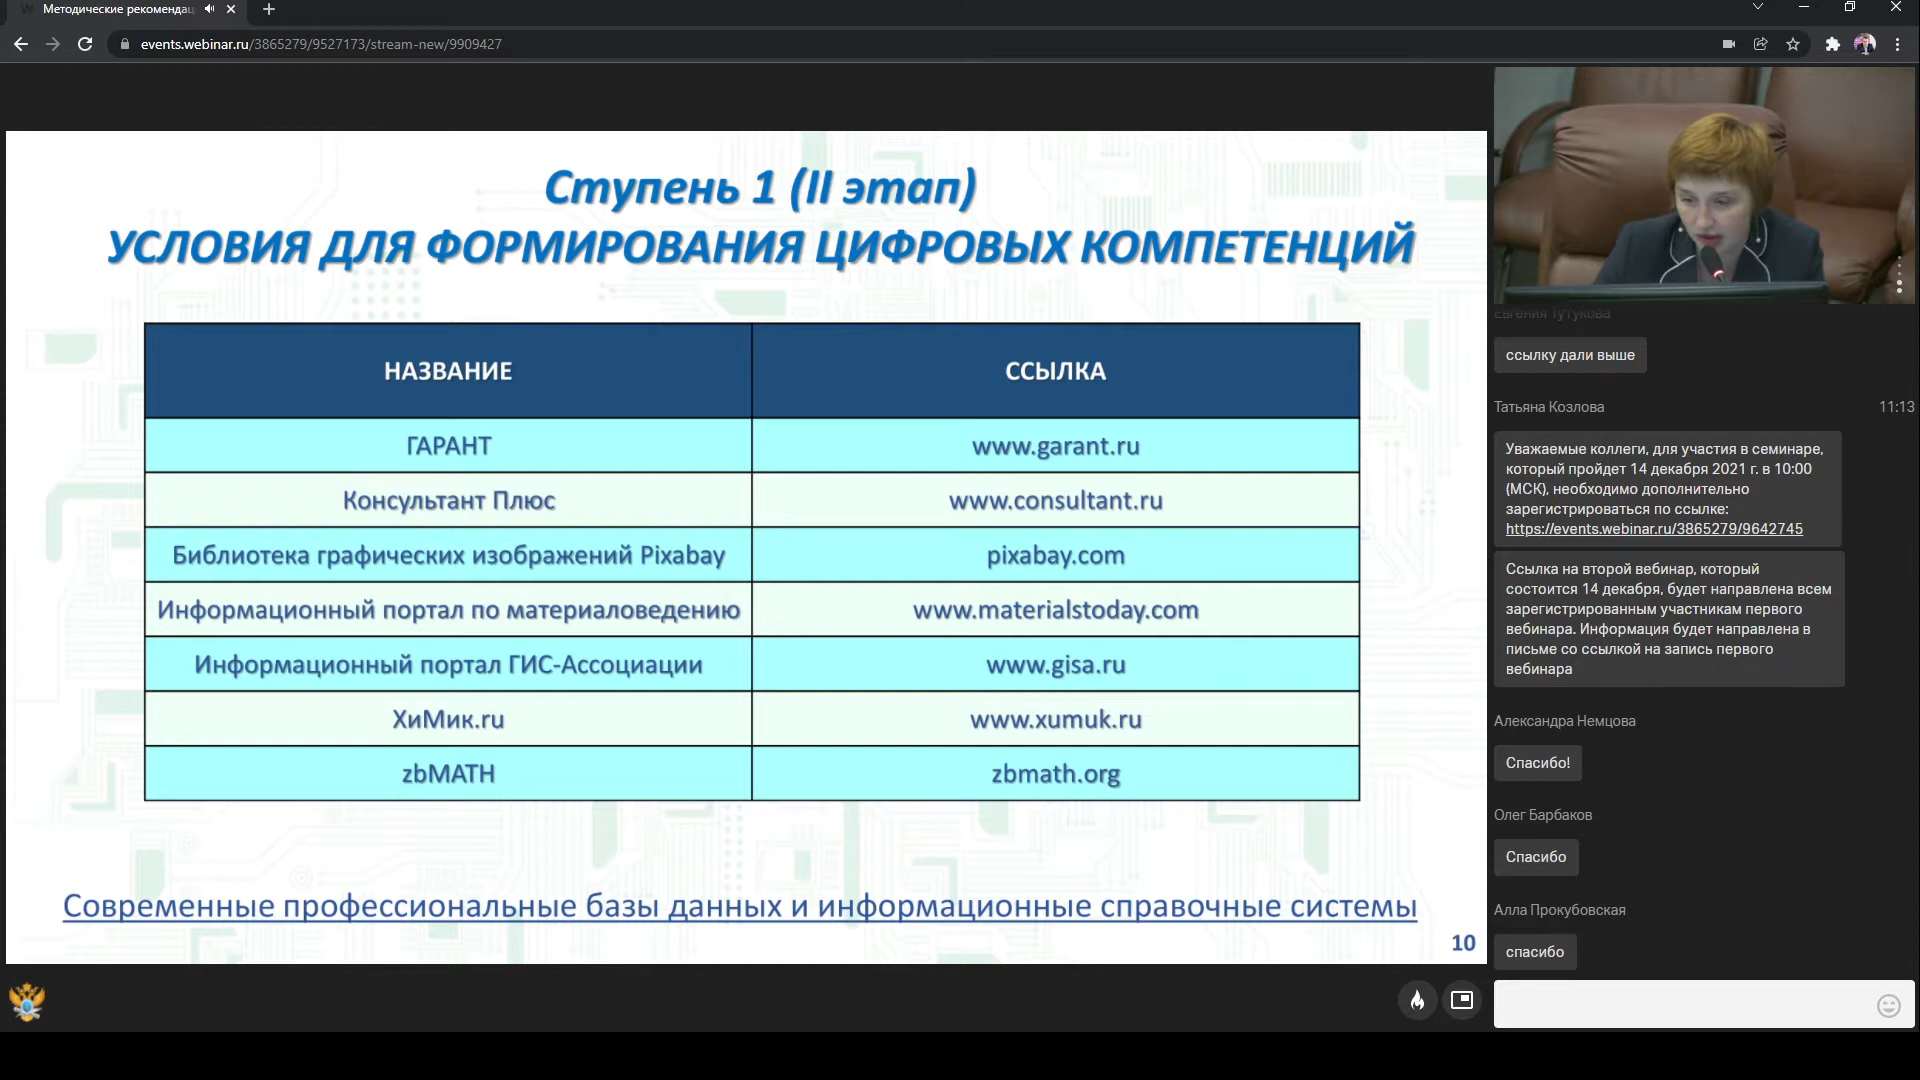 Методические рекомендац
events.webinar.ru/3865279/9527173/stream-new/9909427
Ступень 1 (II этап)
УСЛОВИЯ ДЛЯ ФОРМИРОВАНИЯ ЦИФРОВЫХ КОМПЕТЕНЦИЙ
НАЗВАНИЕ ССЫЛКА
ГАРАНТ www.garant.ru
Консультант Плюс www.consultant.ru
Библиотека графических изображений Pixabay pixabay.com
Информационный портал по материаловедению www.materialstoday.com
Информационный портал ГИС-Ассоциации www.gisa.ru
ХиМик.ru www.xumuk.ru
zbMATH zbmath.org
Современные профессиональные базы данных и информационные справочные системы
10
Евгения Тутукова
ссылку дали выше
Татьяна Козлова 11:13
Уважаемые коллеги, для участия в семинаре,
который пройдет 14 декабря 2021 г. в 10:00
(МСК), необходимо дополнительно
зарегистрироваться по ссылке:
https://events.webinar.ru/3865279/9642745
Ссылка на второй вебинар, который
состоится 14 декабря, будет направлена всем
зарегистрированным участникам первого
вебинара. Информация будет направлена в
письме со ссылкой на запись первого
вебинара
Александра Немцова
Спасибо!
Олег Барбаков
Спасибо
Алла Прокубовская
спасибо